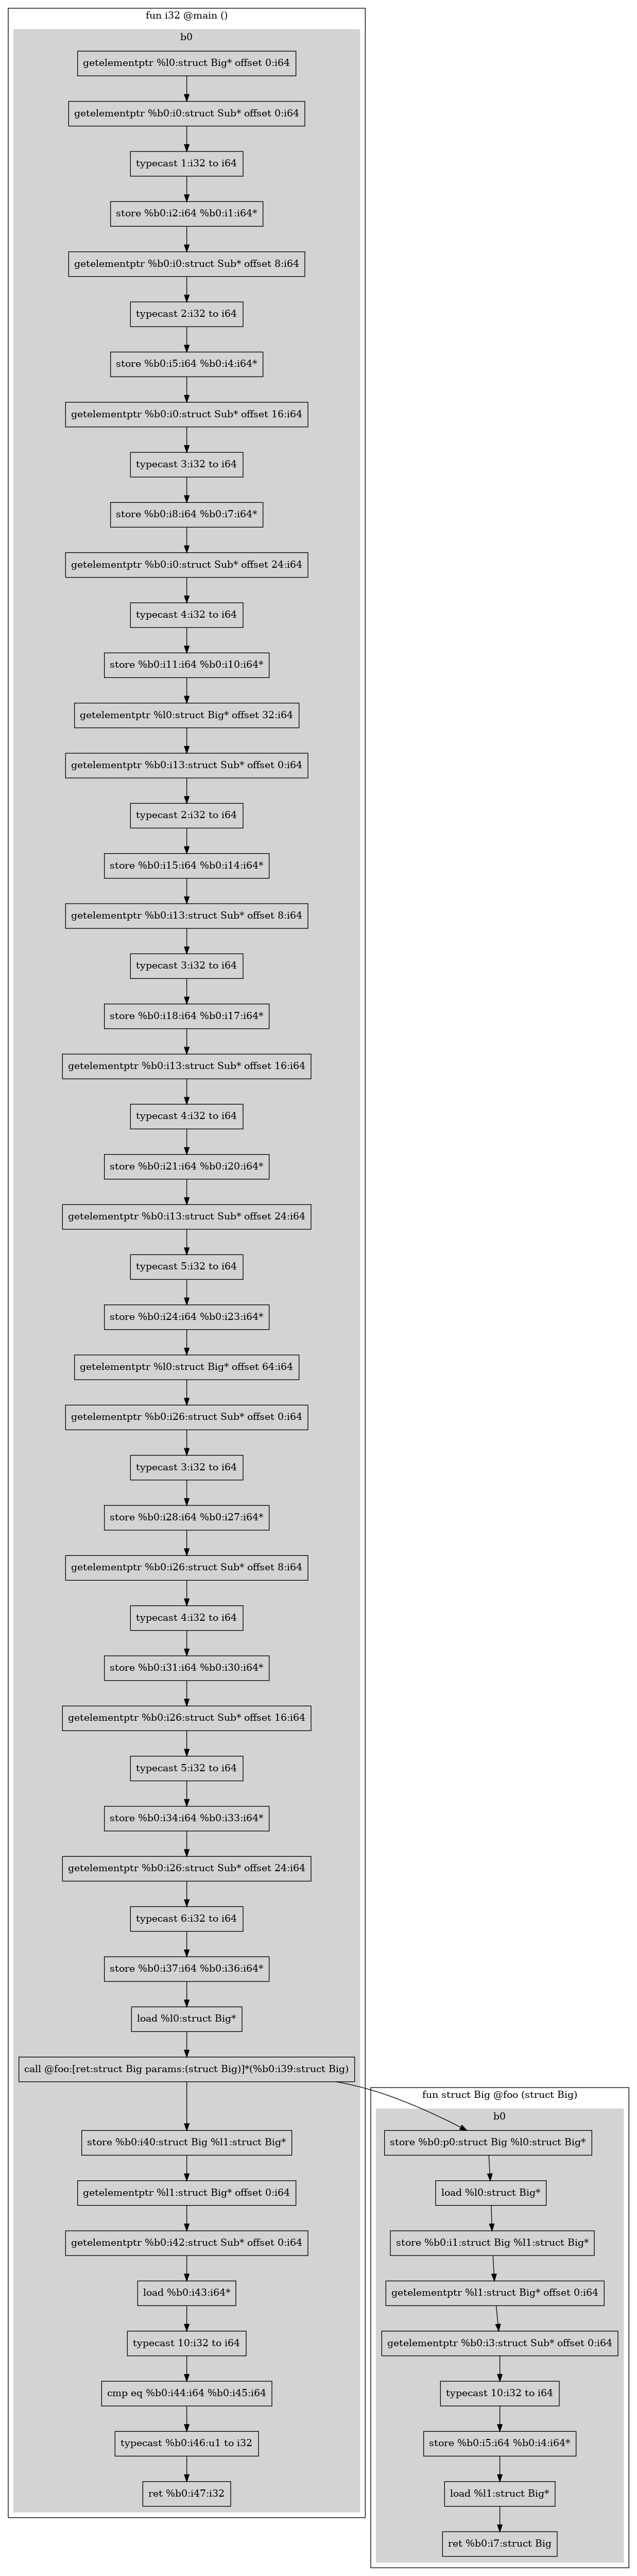 fun i32 @main ()
b0
getelementptr %l0:struct Big* offset 0:i64
getelementptr %b0:i0:struct Sub* offset 0:i64
typecast 1:i32 to i64
store %b0:i2:i64 %b0:i1:i64*
getelementptr %b0:i0:struct Sub* offset 8:i64
typecast 2:i32 to i64
store %b0:i5:i64 %b0:i4:i64*
getelementptr %b0:i0:struct Sub* offset 16:i64
typecast 3:i32 to i64
store %b0:i8:i64 %b0:i7:i64*
getelementptr %b0:i0:struct Sub* offset 24:i64
typecast 4:i32 to i64
store %b0:i11:i64 %b0:i10:i64*
getelementptr %l0:struct Big* offset 32:i64
getelementptr %b0:i13:struct Sub* offset 0:i64
typecast 2:i32 to i64
store %b0:i15:i64 %b0:i14:i64*
getelementptr %b0:i13:struct Sub* offset 8:i64
typecast 3:i32 to i64
store %b0:i18:i64 %b0:i17:i64*
getelementptr %b0:i13:struct Sub* offset 16:i64
typecast 4:i32 to i64
store %b0:i21:i64 %b0:i20:i64*
getelementptr %b0:i13:struct Sub* offset 24:i64
typecast 5:i32 to i64
store %b0:i24:i64 %b0:i23:i64*
getelementptr %l0:struct Big* offset 64:i64
getelementptr %b0:i26:struct Sub* offset 0:i64
typecast 3:i32 to i64
store %b0:i28:i64 %b0:i27:i64*
getelementptr %b0:i26:struct Sub* offset 8:i64
typecast 4:i32 to i64
store %b0:i31:i64 %b0:i30:i64*
getelementptr %b0:i26:struct Sub* offset 16:i64
typecast 5:i32 to i64
store %b0:i34:i64 %b0:i33:i64*
getelementptr %b0:i26:struct Sub* offset 24:i64
typecast 6:i32 to i64
store %b0:i37:i64 %b0:i36:i64*
load %l0:struct Big*
call @foo:[ret:struct Big params:(struct Big)]*(%b0:i39:struct Big)
store %b0:i40:struct Big %l1:struct Big*
getelementptr %l1:struct Big* offset 0:i64
getelementptr %b0:i42:struct Sub* offset 0:i64
load %b0:i43:i64*
typecast 10:i32 to i64
cmp eq %b0:i44:i64 %b0:i45:i64
typecast %b0:i46:u1 to i32
ret %b0:i47:i32
fun struct Big @foo (struct Big)
b0
store %b0:p0:struct Big %l0:struct Big*
load %l0:struct Big*
store %b0:i1:struct Big %l1:struct Big*
getelementptr %l1:struct Big* offset 0:i64
getelementptr %b0:i3:struct Sub* offset 0:i64
typecast 10:i32 to i64
store %b0:i5:i64 %b0:i4:i64*
load %l1:struct Big*
ret %b0:i7:struct Big